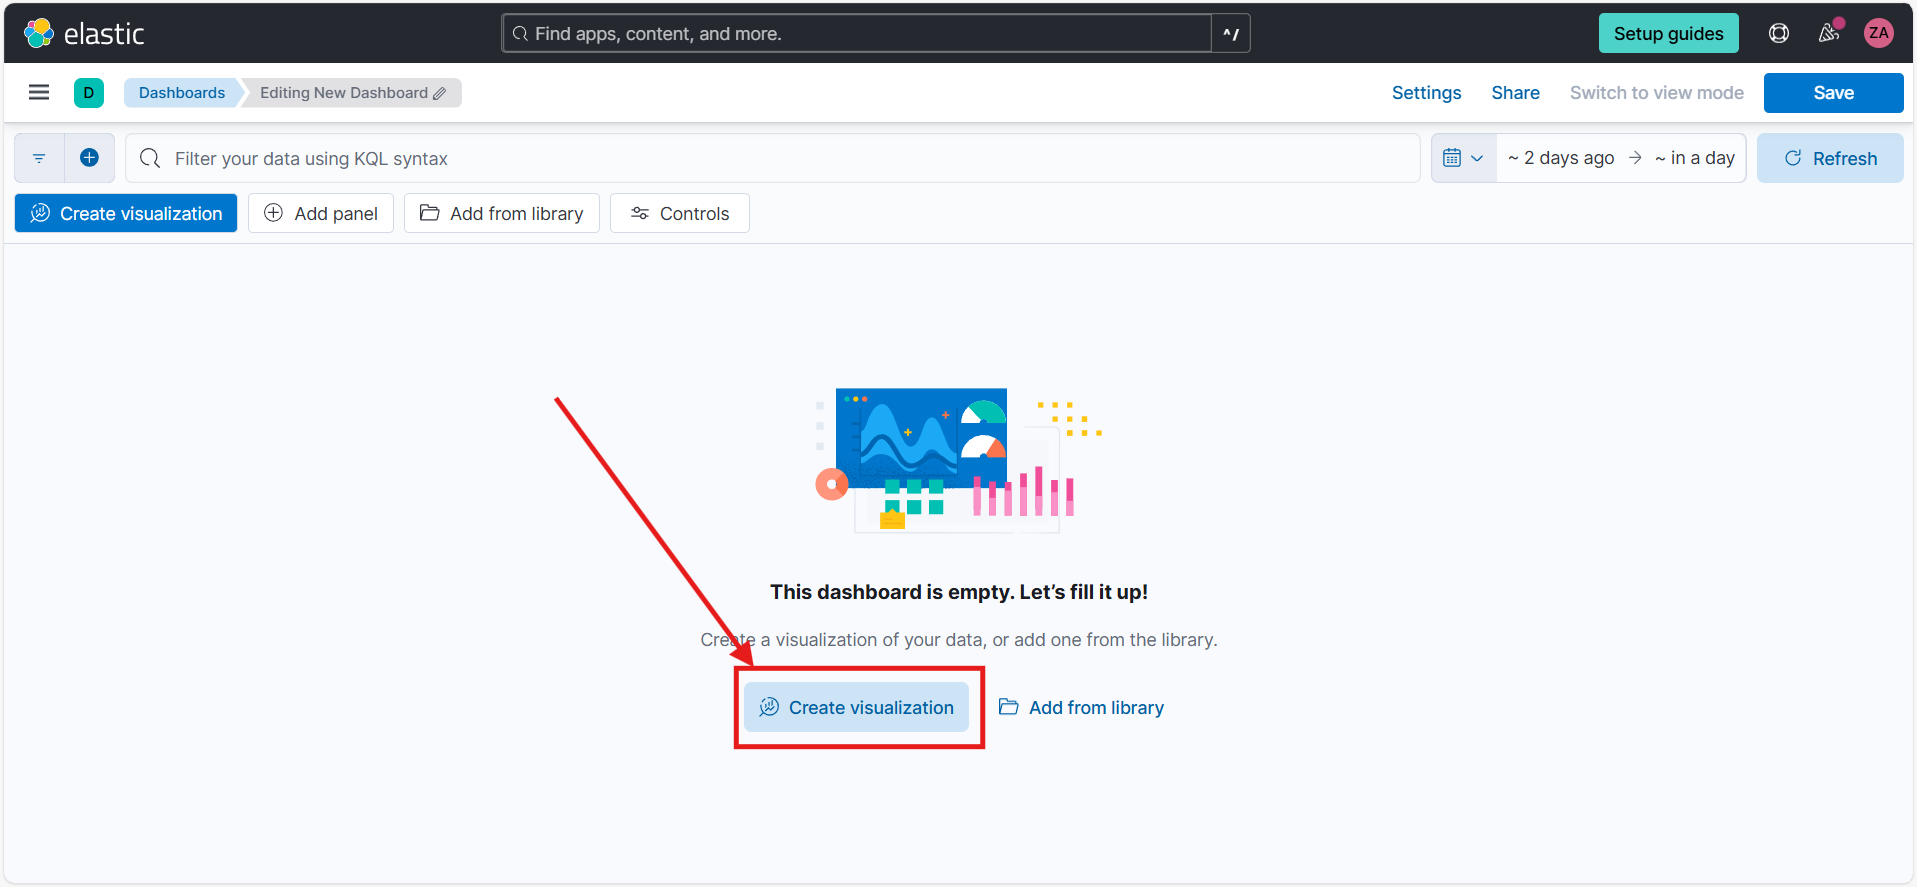 elastic
Find apps, content, and more.
^/
Setup guides
ZA
D
Dashboards
Editing New Dashboard
Settings
Share
Switch to view mode
Save
Filter your data using KQL syntax
~ 2 days ago → ~ in a day
Refresh
Create visualization
Add panel
Add from library
Controls
This dashboard is empty. Let’s fill it up!
Create a visualization of your data, or add one from the library.
Create visualization
Add from library